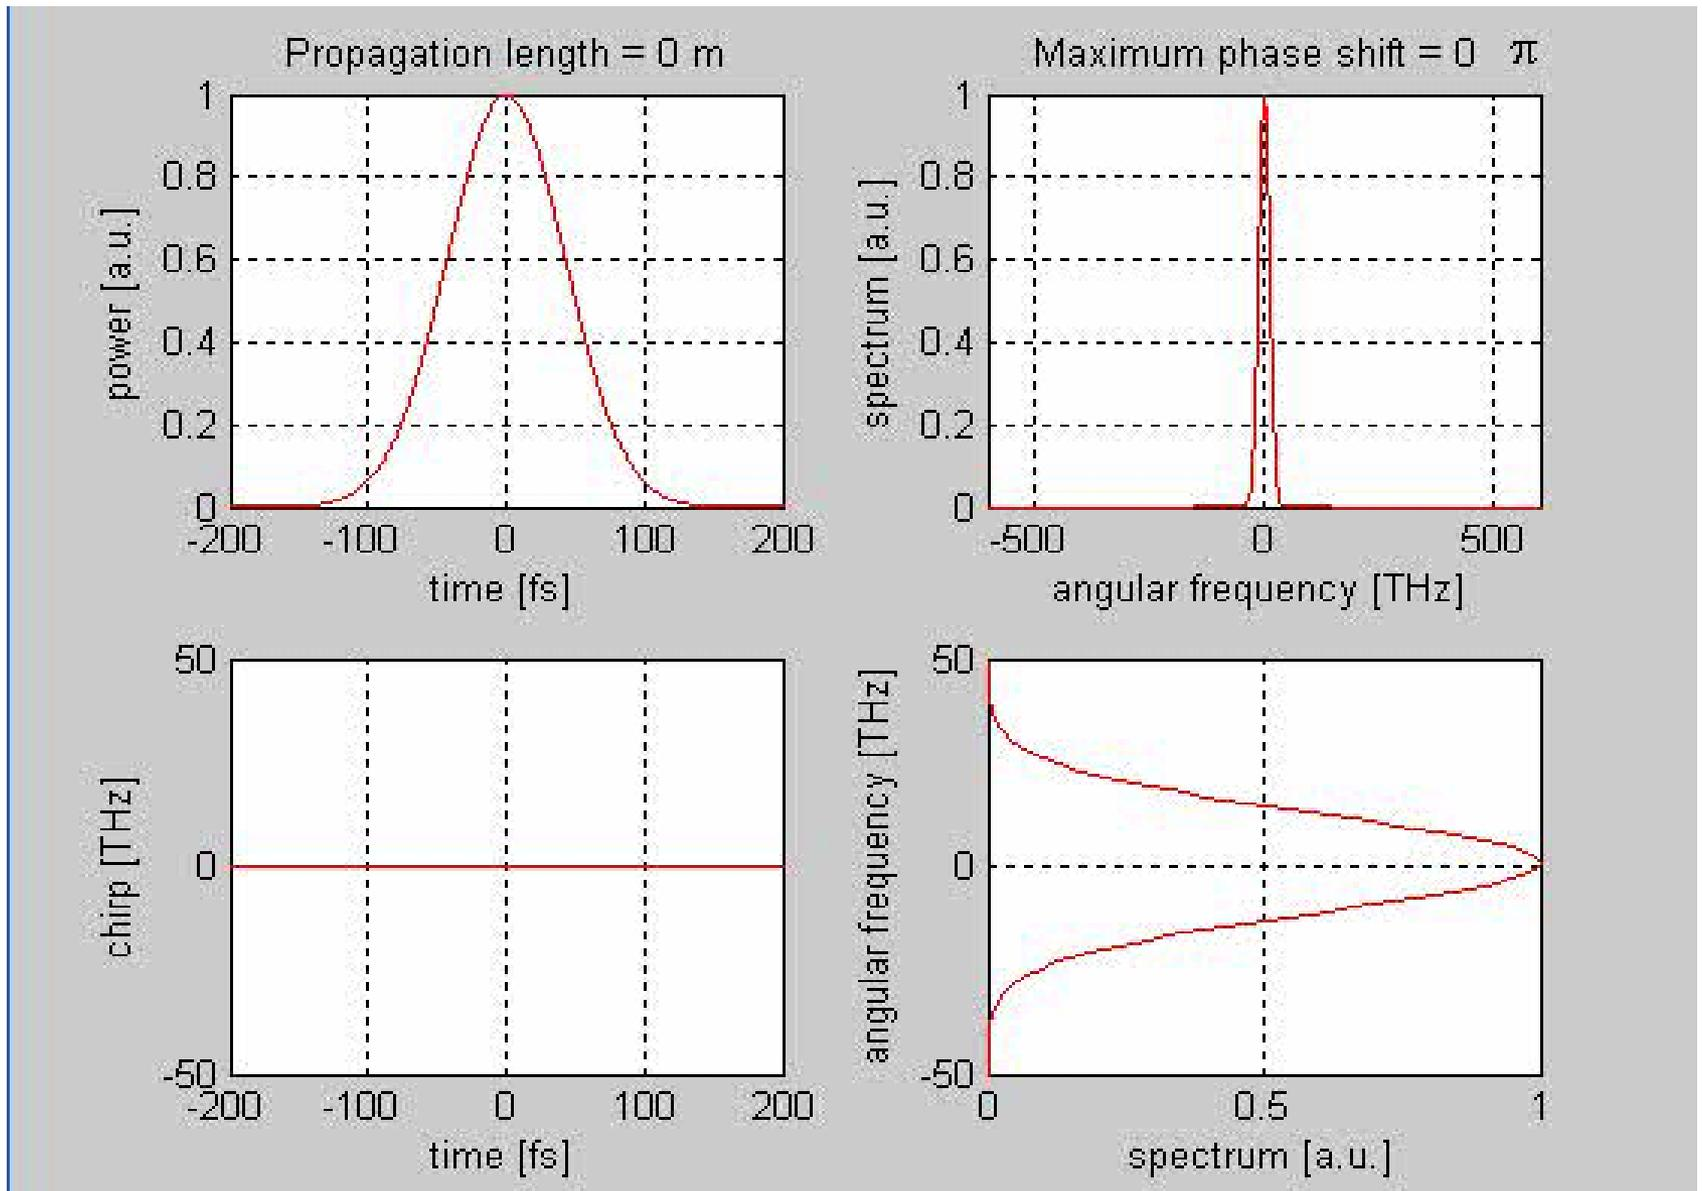 Propagation length = 0 m
1
0.8
0.6
0.4
0.2
0
power [a.u.]
-200 -100 0 100 200
time [fs]
Maximum phase shift = 0 π
1
0.8
0.6
0.4
0.2
0
spectrum [a.u.]
-500 0 500
angular frequency [THz]
50
0
-50
chirp [THz]
-200 -100 0 100 200
time [fs]
50
0
-50
angular frequency [THz]
0 0.5 1
spectrum [a.u.]